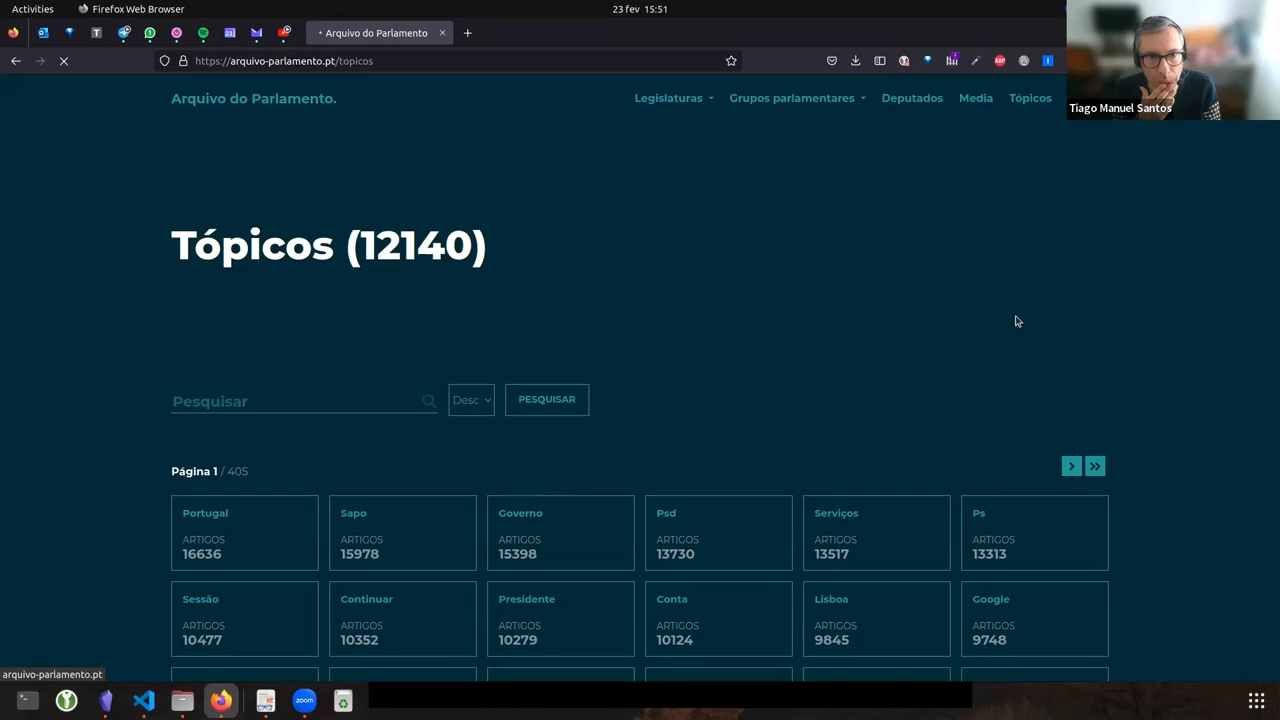 Activities
Firefox Web Browser
23 fev 15:51
Arquivo do Parlamento
https://arquivo-parlamento.pt/topicos
Tiago Manuel Santos
Arquivo do Parlamento.
Legislaturas
Grupos parlamentares
Deputados
Media
Tópicos
Tópicos (12140)
Pesquisar
Desc
PESQUISAR
Página 1 / 405
Portugal
Sapo
Governo
Psd
Serviços
Ps
ARTIGOS
ARTIGOS
ARTIGOS
ARTIGOS
ARTIGOS
ARTIGOS
16636
15978
15398
13730
13517
13313
Sessão
Continuar
Presidente
Conta
Lisboa
Google
ARTIGOS
ARTIGOS
ARTIGOS
ARTIGOS
ARTIGOS
ARTIGOS
10477
10352
10279
10124
9845
9748
arquivo-parlamento.pt
zoom